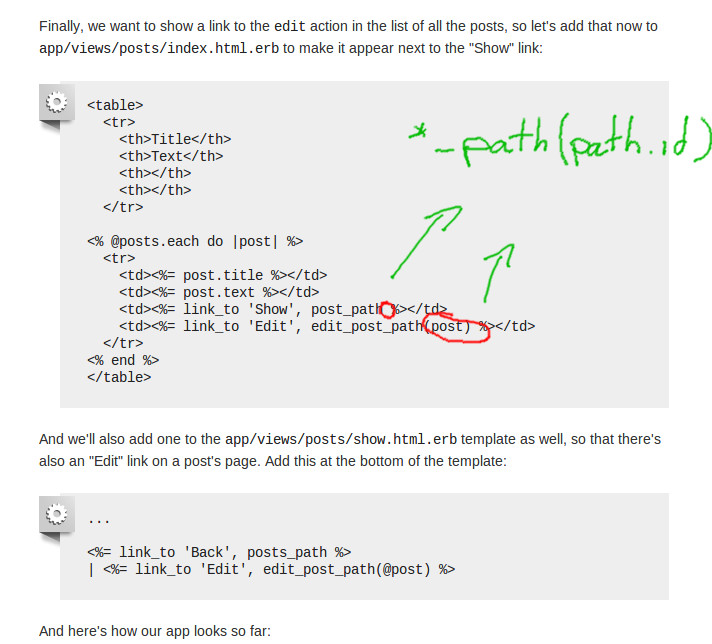 Finally, we want to show a link to the edit action in the list of all the posts, so let's add that now to
app/views/posts/index.html.erb to make it appear next to the "Show" link:
<table>
  <tr>
    <th>Title</th>
    <th>Text</th>
    <th></th>
    <th></th>
  </tr>
*_path(path.id)
<% @posts.each do |post| %>
  <tr>
    <td><%= post.title %></td>
    <td><%= post.text %></td>
    <td><%= link_to 'Show', post_path %></td>
    <td><%= link_to 'Edit', edit_post_path(post) %></td>
  </tr>
<% end %>
</table>
And we'll also add one to the app/views/posts/show.html.erb template as well, so that there's
also an "Edit" link on a post's page. Add this at the bottom of the template:
...
<%= link_to 'Back', posts_path %>
| <%= link_to 'Edit', edit_post_path(@post) %>
And here's how our app looks so far: